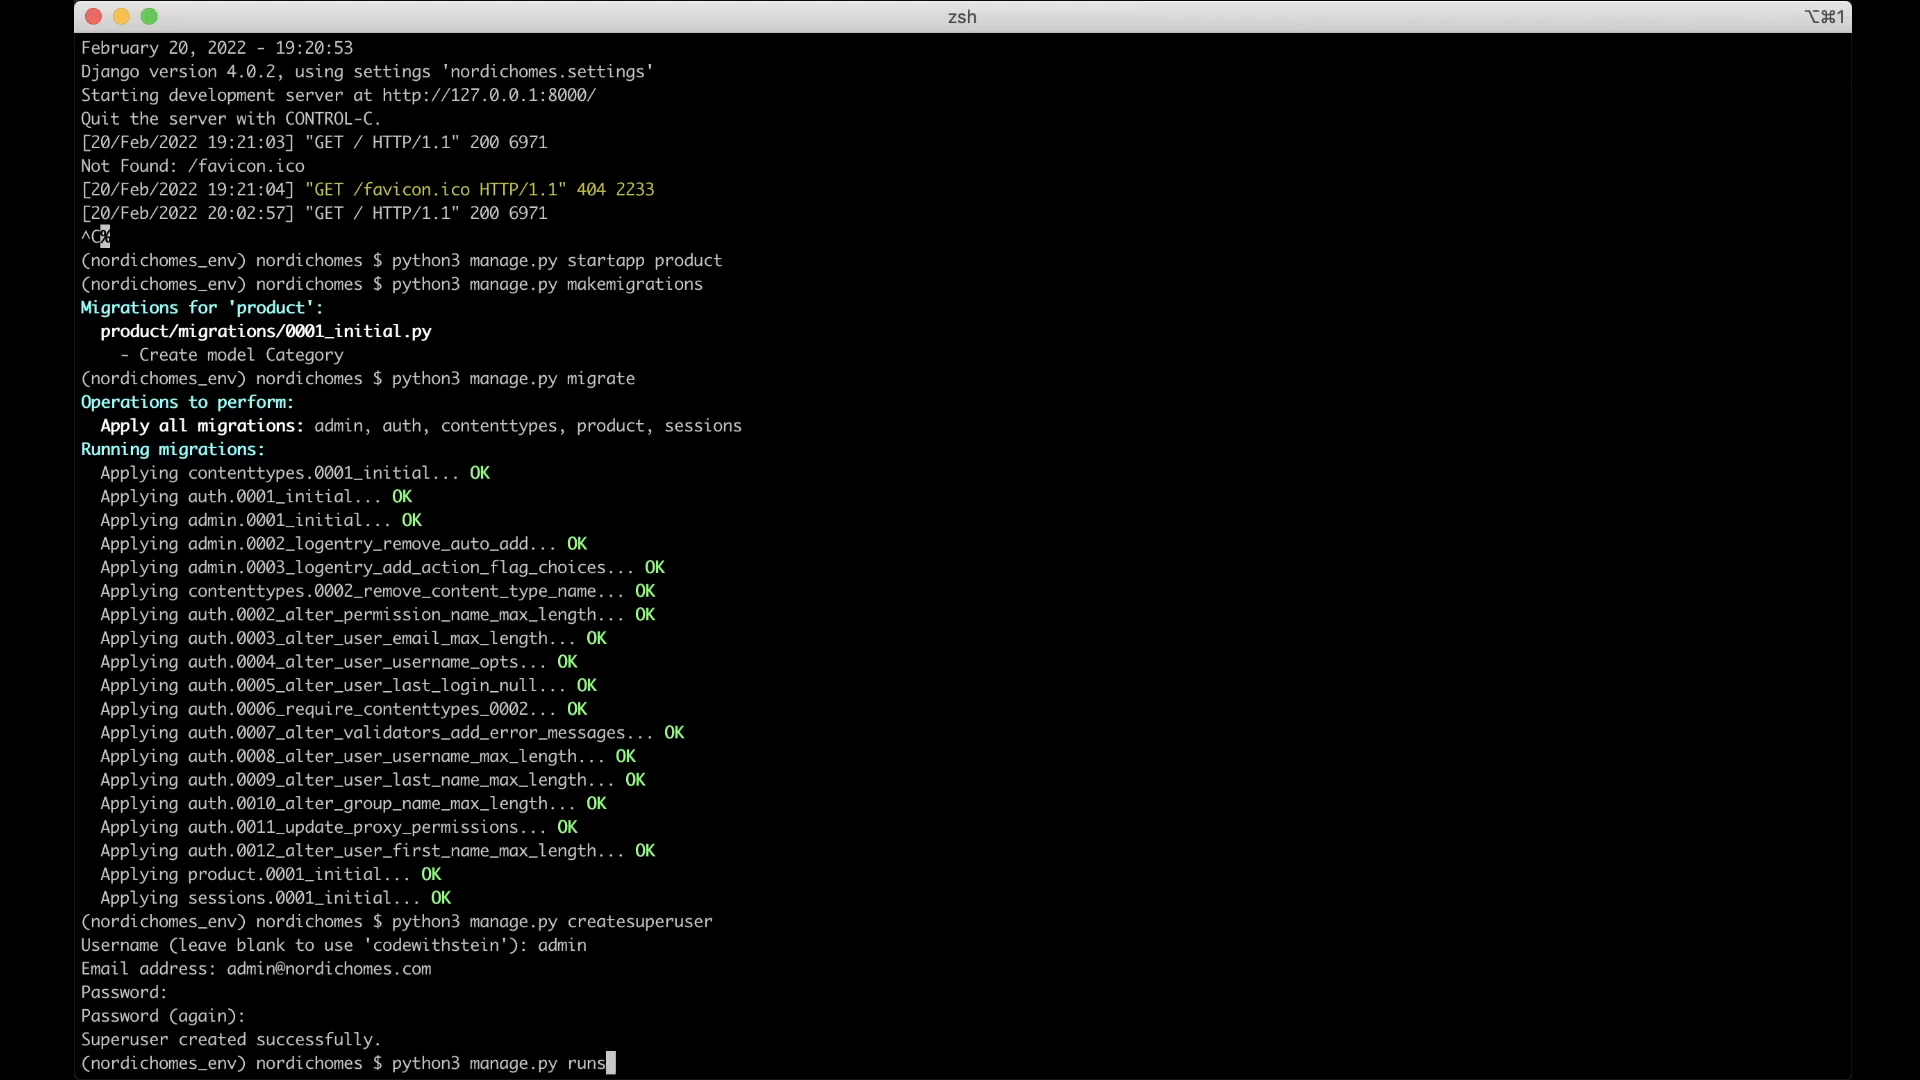 zsh
⌥⌘1
February 20, 2022 - 19:20:53
Django version 4.0.2, using settings 'nordichomes.settings'
Starting development server at http://127.0.0.1:8000/
Quit the server with CONTROL-C.
[20/Feb/2022 19:21:03] "GET / HTTP/1.1" 200 6971
Not Found: /favicon.ico
[20/Feb/2022 19:21:04] "GET /favicon.ico HTTP/1.1" 404 2233
[20/Feb/2022 20:02:57] "GET / HTTP/1.1" 200 6971
^C%
(nordichomes_env) nordichomes $ python3 manage.py startapp product
(nordichomes_env) nordichomes $ python3 manage.py makemigrations
Migrations for 'product':
  product/migrations/0001_initial.py
    - Create model Category
(nordichomes_env) nordichomes $ python3 manage.py migrate
Operations to perform:
  Apply all migrations: admin, auth, contenttypes, product, sessions
Running migrations:
  Applying contenttypes.0001_initial... OK
  Applying auth.0001_initial... OK
  Applying admin.0001_initial... OK
  Applying admin.0002_logentry_remove_auto_add... OK
  Applying admin.0003_logentry_add_action_flag_choices... OK
  Applying contenttypes.0002_remove_content_type_name... OK
  Applying auth.0002_alter_permission_name_max_length... OK
  Applying auth.0003_alter_user_email_max_length... OK
  Applying auth.0004_alter_user_username_opts... OK
  Applying auth.0005_alter_user_last_login_null... OK
  Applying auth.0006_require_contenttypes_0002... OK
  Applying auth.0007_alter_validators_add_error_messages... OK
  Applying auth.0008_alter_user_username_max_length... OK
  Applying auth.0009_alter_user_last_name_max_length... OK
  Applying auth.0010_alter_group_name_max_length... OK
  Applying auth.0011_update_proxy_permissions... OK
  Applying auth.0012_alter_user_first_name_max_length... OK
  Applying product.0001_initial... OK
  Applying sessions.0001_initial... OK
(nordichomes_env) nordichomes $ python3 manage.py createsuperuser
Username (leave blank to use 'codewithstein'): admin
Email address: admin@nordichomes.com
Password:
Password (again):
Superuser created successfully.
(nordichomes_env) nordichomes $ python3 manage.py runs